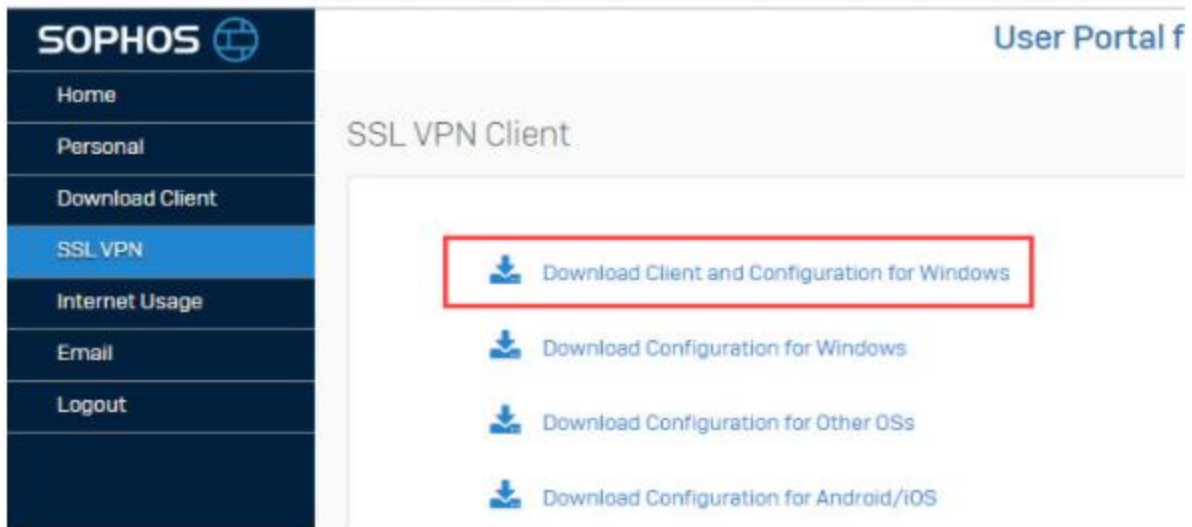 SOPHOS
User Portal f
Home
Personal
Download Client
SSL VPN
Internet Usage
Email
Logout
SSL VPN Client
Download Client and Configuration for Windows
Download Configuration for Windows
Download Configuration for Other OSs
Download Configuration for Android/iOS